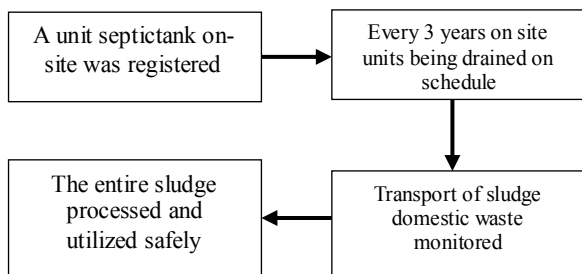 A unit septictank on-
site was registered
Every 3 years on site
units being drained on
schedule
Transport of sludge
domestic waste
monitored
The entire sludge
processed and
utilized safely